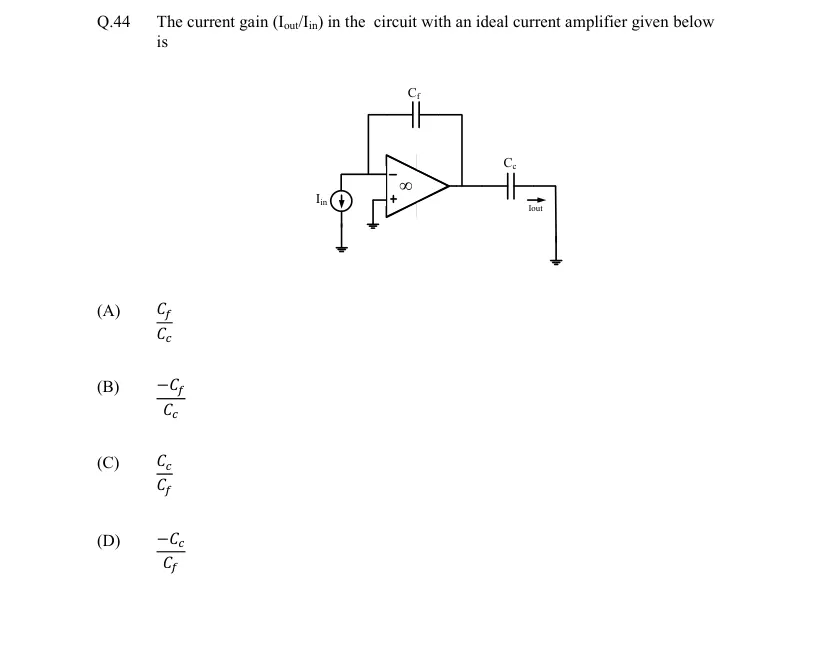 Q.44 The current gain (Iout/Iin) in the circuit with an ideal current amplifier given below
is
Cf
Cc
−
∞
Iin
+
Iout
(A) Cf
Cc
(B) −Cf
Cc
(C) Cc
Cf
(D) −Cc
Cf